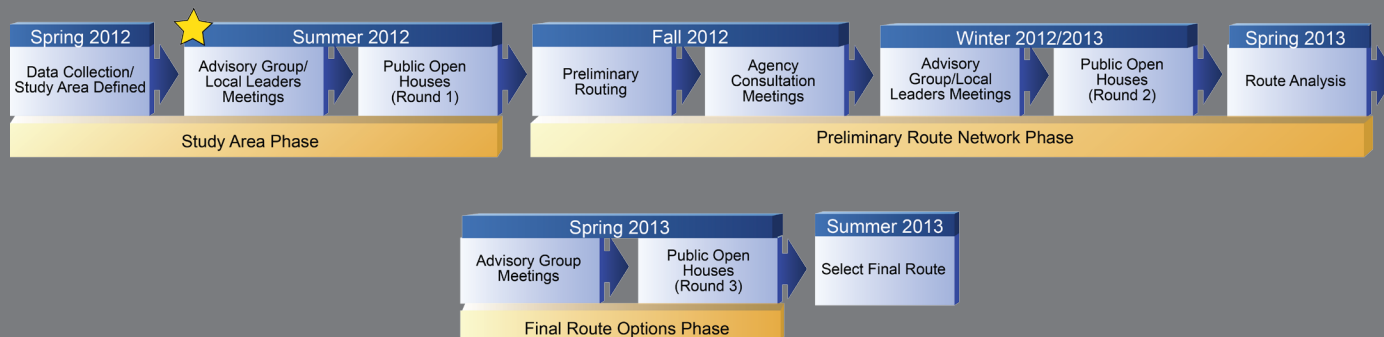 Spring 2012
Data Collection/
Study Area Defined
Summer 2012
Advisory Group/
Local Leaders
Meetings
Public Open
Houses
(Round 1)
Study Area Phase
Fall 2012
Preliminary
Routing
Agency
Consultation
Meetings
Winter 2012/2013
Advisory
Group/Local
Leaders Meetings
Public Open
Houses
(Round 2)
Spring 2013
Route Analysis
Preliminary Route Network Phase
Spring 2013
Advisory Group
Meetings
Public Open
Houses
(Round 3)
Final Route Options Phase
Summer 2013
Select Final Route